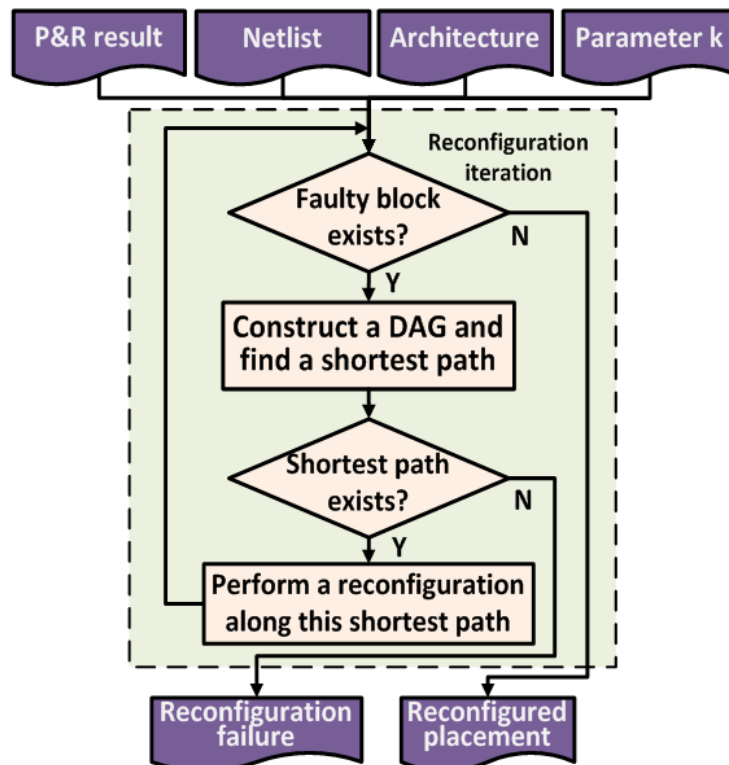 P&R result
Netlist
Architecture
Parameter k
Reconfiguration
iteration
Faulty block
exists?
N
Y
Construct a DAG and
find a shortest path
Shortest path
exists?
N
Y
Perform a reconfiguration
along this shortest path
Reconfiguration
failure
Reconfigured
placement